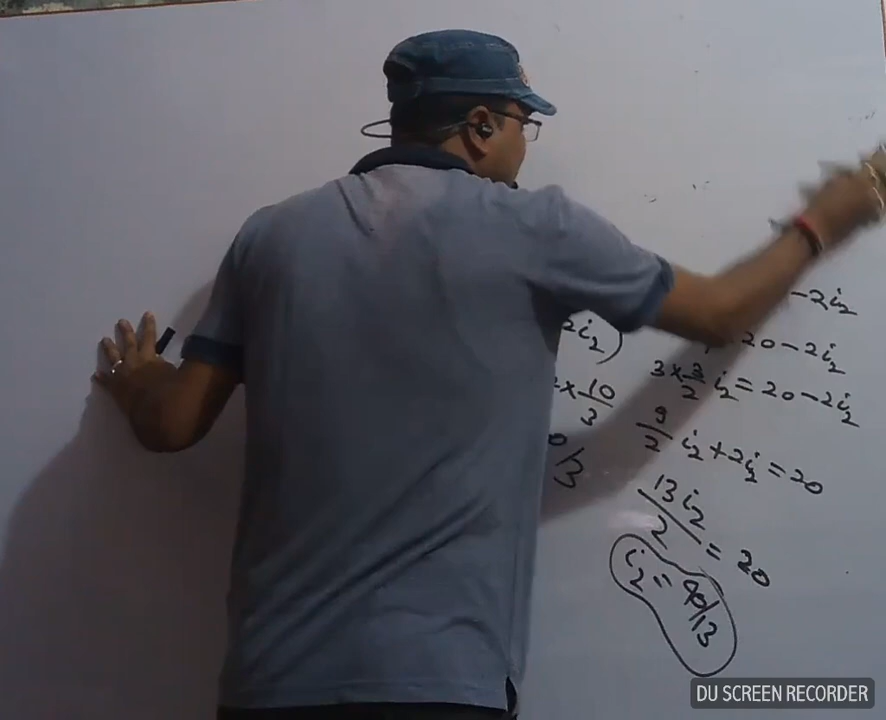 -2i₂
2i₂)
20-2i₂
3×3/2 i₂=20-2i₂
×10/3
9/2 i₂+2i₂=20
0/3
13i₂/2 = 20
i₂= 40/13
DU SCREEN RECORDER